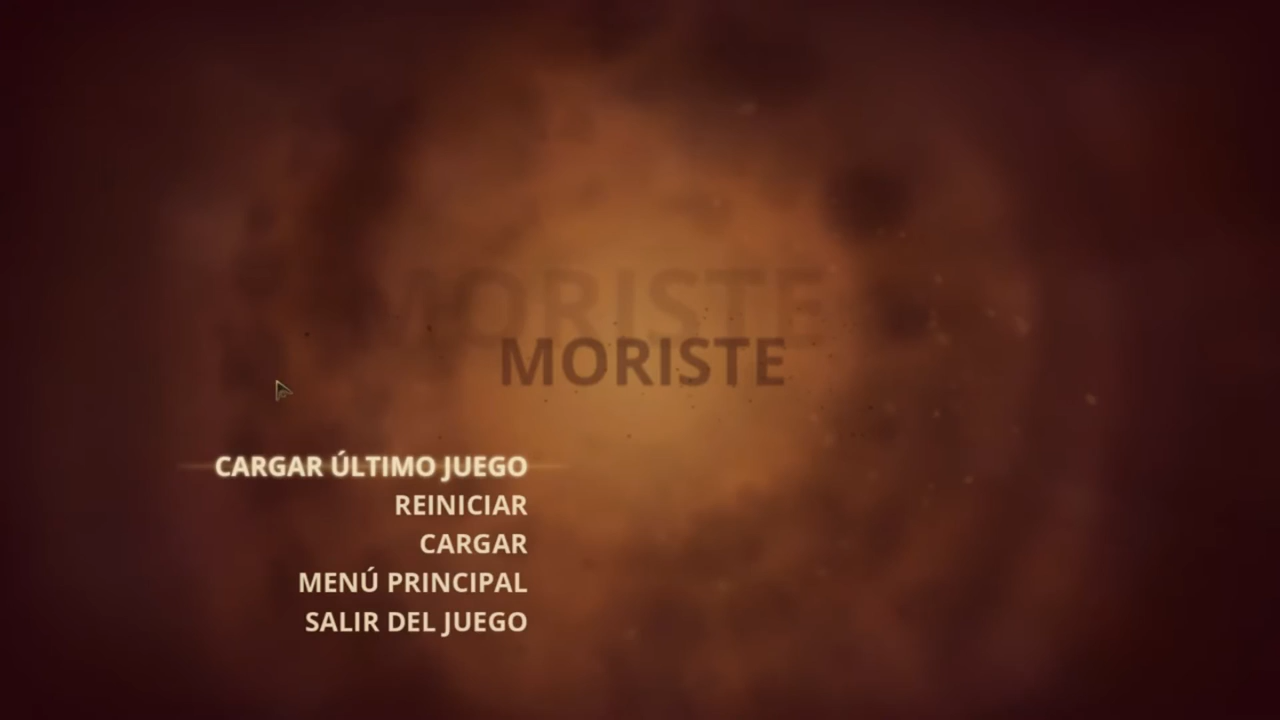 MORISTE
MORISTE
CARGAR ÚLTIMO JUEGO
REINICIAR
CARGAR
MENÚ PRINCIPAL
SALIR DEL JUEGO